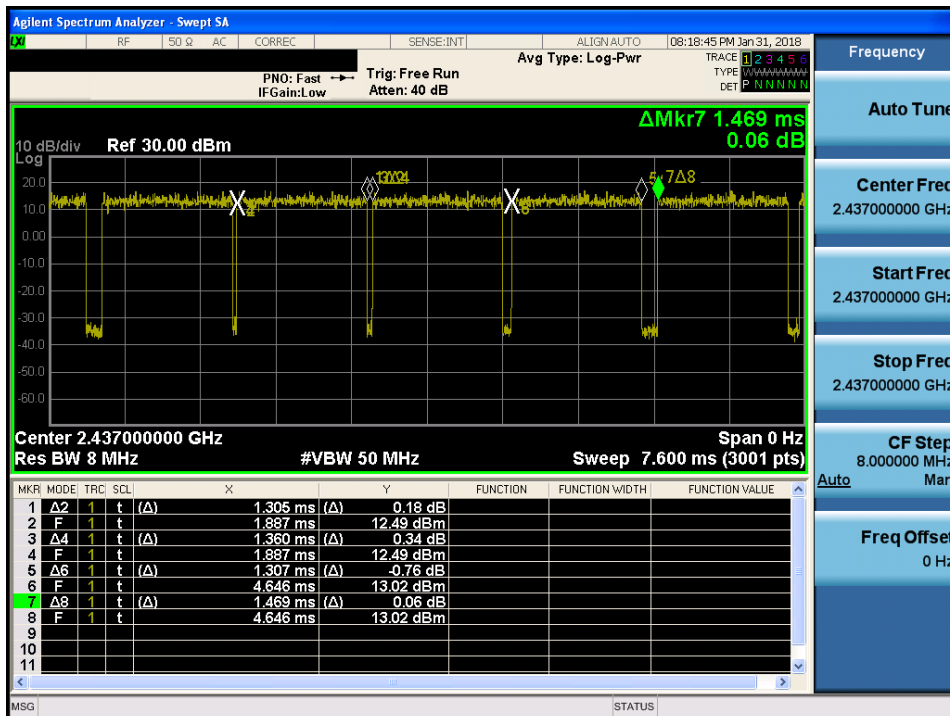 Agilent Spectrum Analyzer - Swept SA
LXI RF 50 Ω AC CORREC SENSE:INT ALIGN AUTO 08:18:45 PM Jan 31, 2018
Frequency
Avg Type: Log-Pwr TRACE 1 2 3 4 5 6
PNO: Fast Trig: Free Run TYPE
IFGain:Low Atten: 40 dB DET P N N N N N
Auto Tune
ΔMkr7 1.469 ms
0.06 dB
10 dB/div Ref 30.00 dBm
Log
20.0
10.0
0.00
-10.0
-20.0
-30.0
-40.0
-50.0
-60.0
7Δ8
Center Freq
2.437000000 GHz
Start Freq
2.437000000 GHz
Stop Freq
2.437000000 GHz
CF Step
8.000000 MHz
Auto Man
Freq Offset
0 Hz
Center 2.437000000 GHz Span 0 Hz
Res BW 8 MHz #VBW 50 MHz Sweep 7.600 ms (3001 pts)
MKR MODE TRC SCL X Y FUNCTION FUNCTION WIDTH FUNCTION VALUE
1 Δ2 1 t (Δ) 1.305 ms (Δ) 0.18 dB
2 F 1 t 1.887 ms 12.49 dBm
3 Δ4 1 t (Δ) 1.360 ms (Δ) 0.34 dB
4 F 1 t 1.887 ms 12.49 dBm
5 Δ6 1 t (Δ) 1.307 ms (Δ) -0.76 dB
6 F 1 t 4.646 ms 13.02 dBm
7 Δ8 1 t (Δ) 1.469 ms (Δ) 0.06 dB
8 F 1 t 4.646 ms 13.02 dBm
9
10
11
MSG STATUS